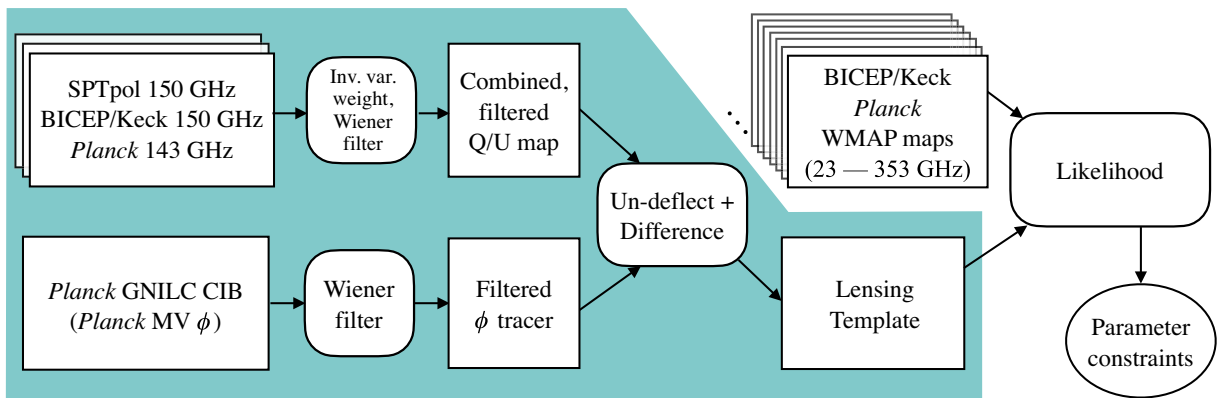 SPTpol 150 GHz
BICEP/Keck 150 GHz
Planck 143 GHz
Inv. var.
weight,
Wiener
filter
Combined,
filtered
Q/U map
Planck GNILC CIB
(Planck MV ϕ)
Wiener
filter
Filtered
ϕ tracer
Un-deflect +
Difference
Lensing
Template
BICEP/Keck
Planck
WMAP maps
(23 — 353 GHz)
Likelihood
Parameter
constraints